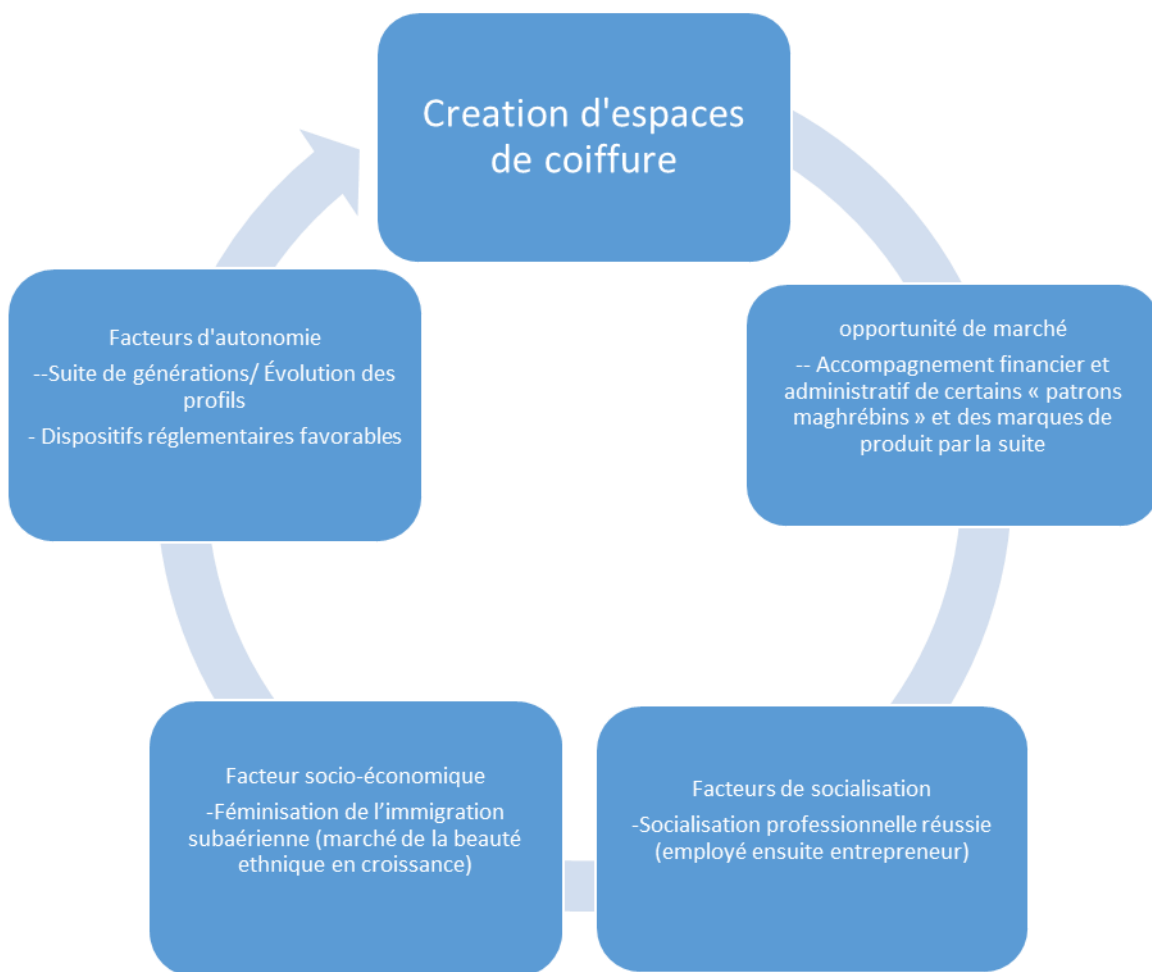 Creation d'espaces
de coiffure
opportunité de marché
-- Accompagnement financier et
administratif de certains « patrons
maghrébins » et des marques de
produit par la suite
Facteurs de socialisation
-Socialisation professionnelle réussie
(employé ensuite entrepreneur)
Facteur socio-économique
-Féminisation de l’immigration
subaérienne (marché de la beauté
ethnique en croissance)
Facteurs d'autonomie
--Suite de générations/ Évolution des
profils
- Dispositifs réglementaires favorables